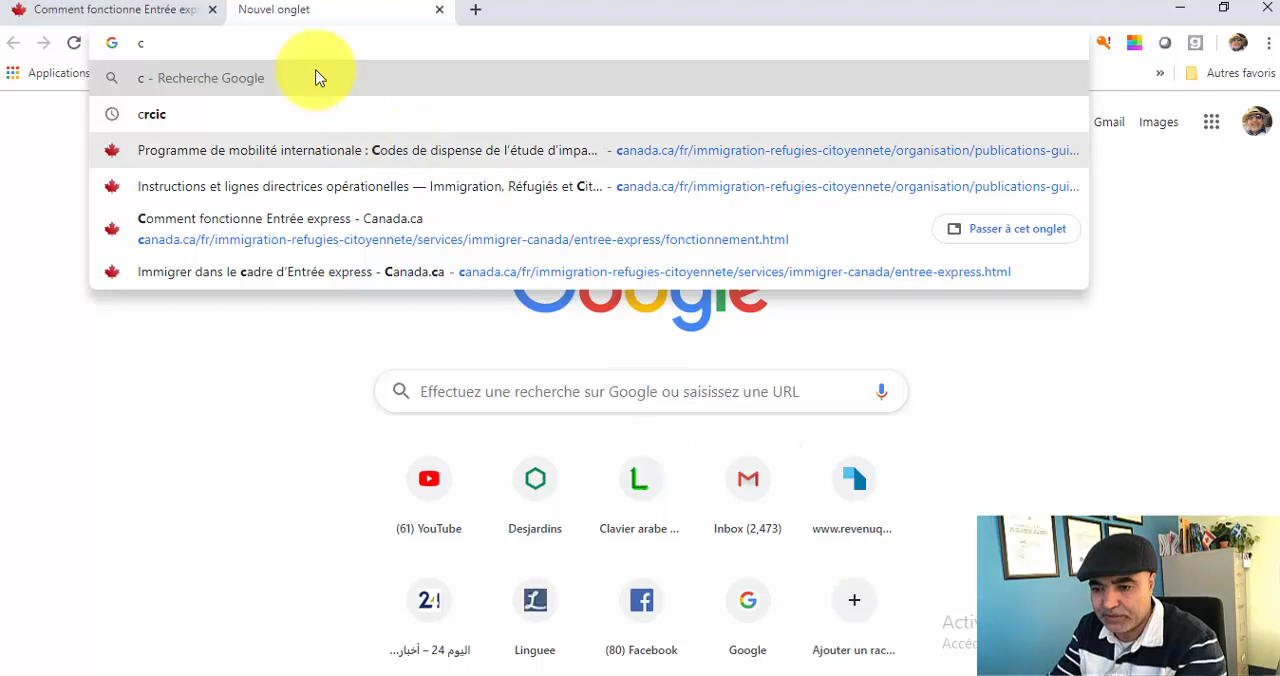 Comment fonctionne Entrée exp
Nouvel onglet
c
Applications
Autres favoris
c - Recherche Google
crcic
Programme de mobilité internationale : Codes de dispense de l'étude d'impa... - canada.ca/fr/immigration-refugies-citoyennete/organisation/publications-gui...
Instructions et lignes directrices opérationelles — Immigration, Réfugiés et Cit... - canada.ca/fr/immigration-refugies-citoyennete/organisation/publications-gui...
Comment fonctionne Entrée express - Canada.ca
canada.ca/fr/immigration-refugies-citoyennete/services/immigrer-canada/entree-express/fonctionnement.html
Passer à cet onglet
Immigrer dans le cadre d'Entrée express - Canada.ca - canada.ca/fr/immigration-refugies-citoyennete/services/immigrer-canada/entree-express.html
Gmail Images
Google
Effectuez une recherche sur Google ou saisissez une URL
(61) YouTube
Desjardins
Clavier arabe ...
Inbox (2,473)
www.revenuq...
24
اليوم 24 – أخبار...
Linguee
(80) Facebook
Google
Ajouter un rac...
Activ
Accéd